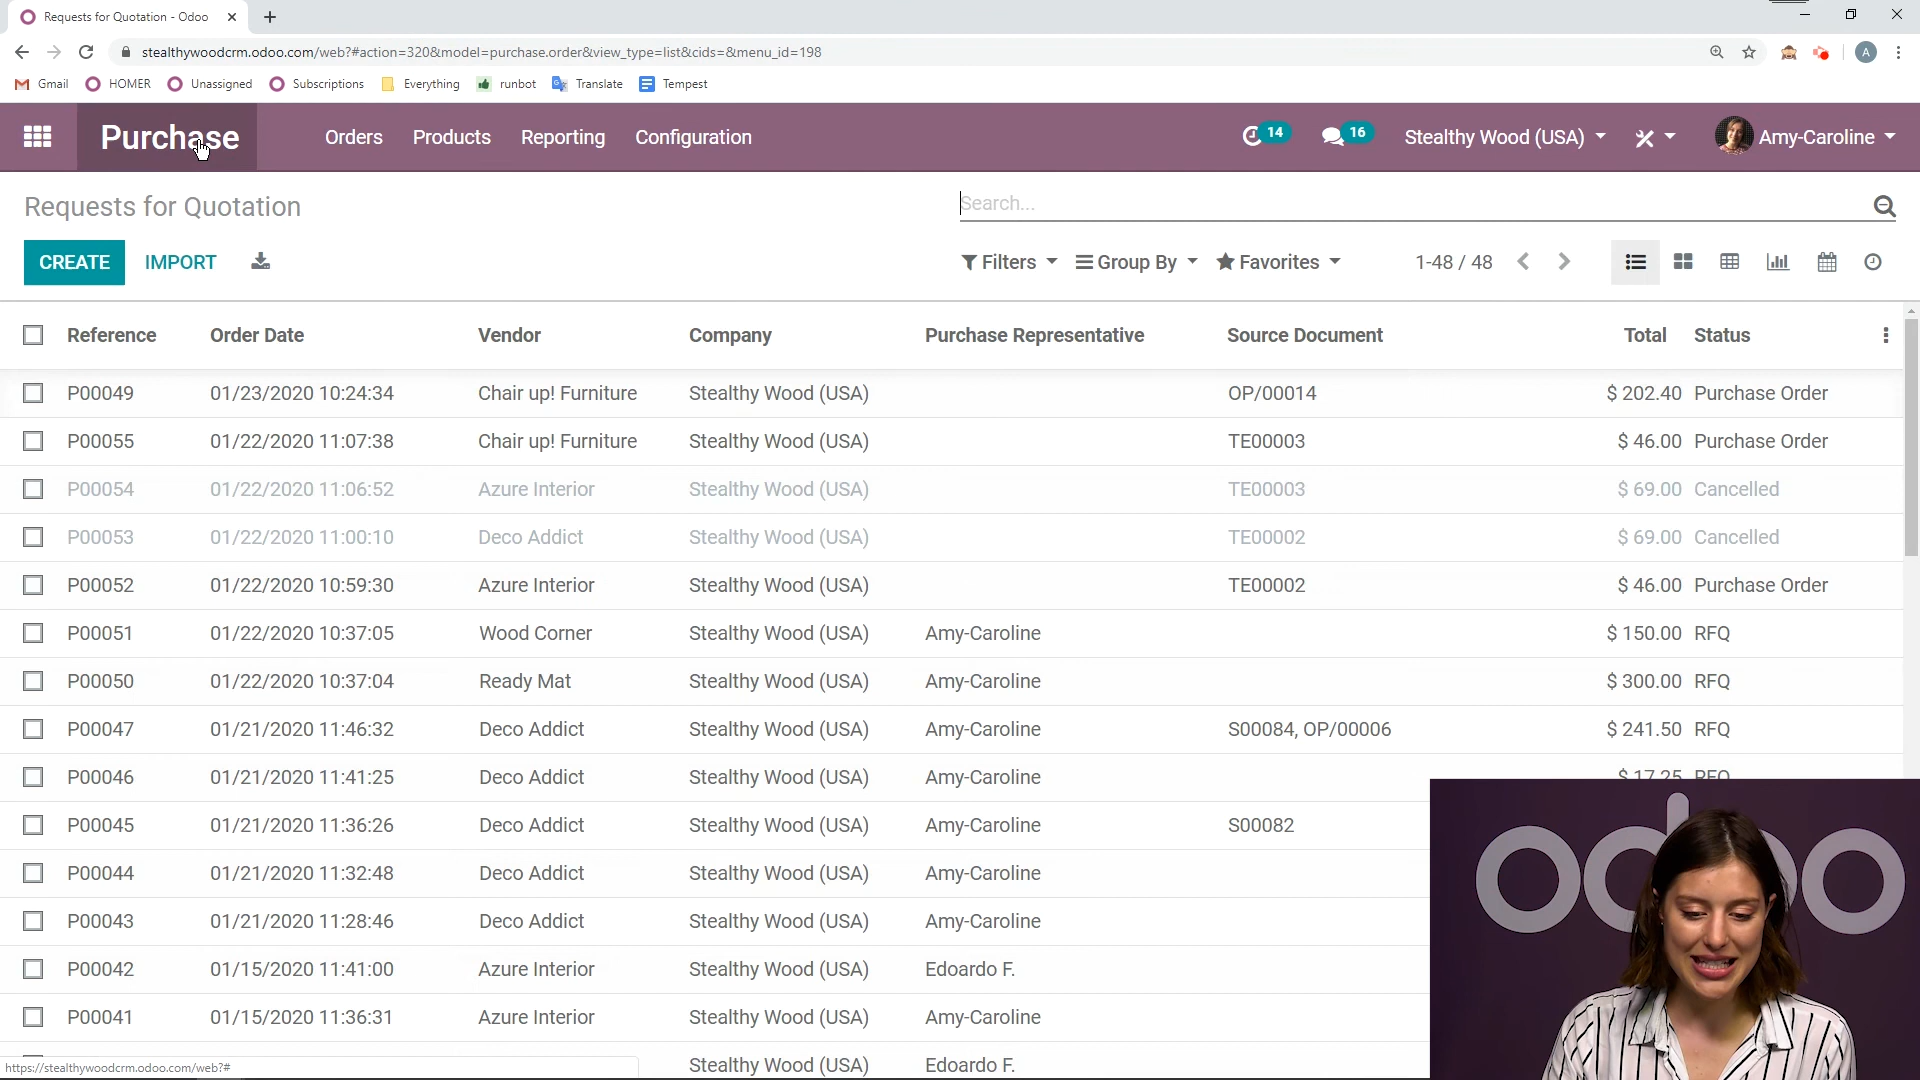 Requests for Quotation - Odoo
stealthywoodcrm.odoo.com/web?#action=320&model=purchase.order&view_type=list&cids=&menu_id=198
A
Gmail HOMER Unassigned Subscriptions Everything runbot Translate Tempest
Purchase Orders Products Reporting Configuration 14 16 Stealthy Wood (USA) Amy-Caroline
Requests for Quotation Search...
CREATE IMPORT Filters Group By Favorites 1-48 / 48
Reference Order Date Vendor Company Purchase Representative Source Document Total Status
P00049 01/23/2020 10:24:34 Chair up! Furniture Stealthy Wood (USA) OP/00014 $ 202.40 Purchase Order
P00055 01/22/2020 11:07:38 Chair up! Furniture Stealthy Wood (USA) TE00003 $ 46.00 Purchase Order
P00054 01/22/2020 11:06:52 Azure Interior Stealthy Wood (USA) TE00003 $ 69.00 Cancelled
P00053 01/22/2020 11:00:10 Deco Addict Stealthy Wood (USA) TE00002 $ 69.00 Cancelled
P00052 01/22/2020 10:59:30 Azure Interior Stealthy Wood (USA) TE00002 $ 46.00 Purchase Order
P00051 01/22/2020 10:37:05 Wood Corner Stealthy Wood (USA) Amy-Caroline $ 150.00 RFQ
P00050 01/22/2020 10:37:04 Ready Mat Stealthy Wood (USA) Amy-Caroline $ 300.00 RFQ
P00047 01/21/2020 11:46:32 Deco Addict Stealthy Wood (USA) Amy-Caroline S00084, OP/00006 $ 241.50 RFQ
P00046 01/21/2020 11:41:25 Deco Addict Stealthy Wood (USA) Amy-Caroline $ 17.25 RFQ
P00045 01/21/2020 11:36:26 Deco Addict Stealthy Wood (USA) Amy-Caroline S00082
P00044 01/21/2020 11:32:48 Deco Addict Stealthy Wood (USA) Amy-Caroline
P00043 01/21/2020 11:28:46 Deco Addict Stealthy Wood (USA) Amy-Caroline
P00042 01/15/2020 11:41:00 Azure Interior Stealthy Wood (USA) Edoardo F.
P00041 01/15/2020 11:36:31 Azure Interior Stealthy Wood (USA) Amy-Caroline
Stealthy Wood (USA) Edoardo F.
https://stealthywoodcrm.odoo.com/web?#
odoo